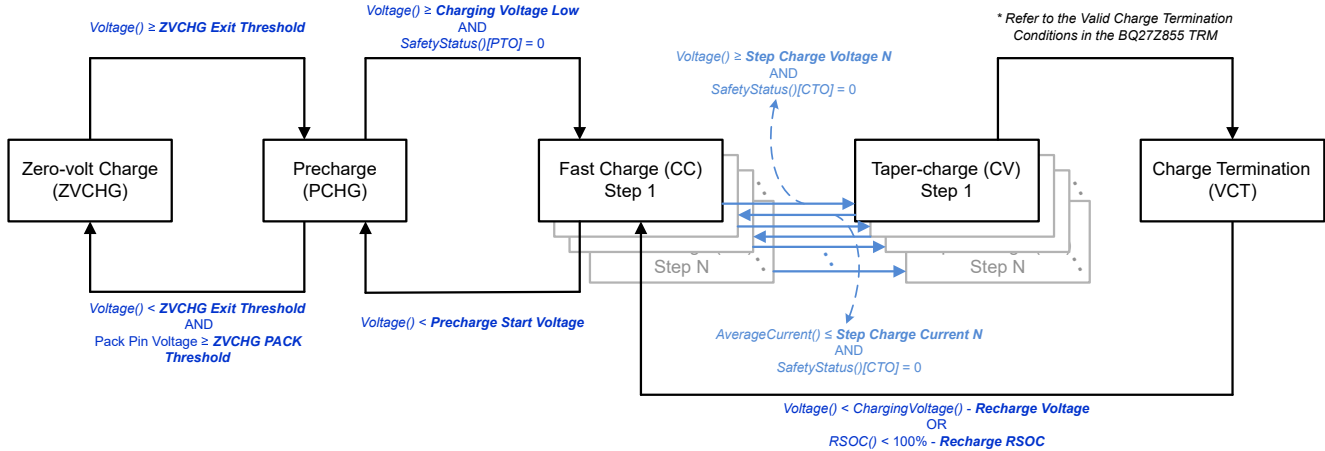 Voltage() ≥ ZVCHG Exit Threshold
Voltage() ≥ Charging Voltage Low
AND
SafetyStatus()[PTO] = 0
* Refer to the Valid Charge Termination
Conditions in the BQ27Z855 TRM
Voltage() ≥ Step Charge Voltage N
AND
SafetyStatus()[CTO] = 0
Zero-volt Charge
(ZVCHG)
Precharge
(PCHG)
Fast Charge (CC)
Step 1
Taper-charge (CV)
Step 1
Charge Termination
(VCT)
Step N
Step N
Voltage() < ZVCHG Exit Threshold
AND
Pack Pin Voltage ≥ ZVCHG PACK
Threshold
Voltage() < Precharge Start Voltage
AverageCurrent() ≤ Step Charge Current N
AND
SafetyStatus()[CTO] = 0
Voltage() < ChargingVoltage() - Recharge Voltage
OR
RSOC() < 100% - Recharge RSOC